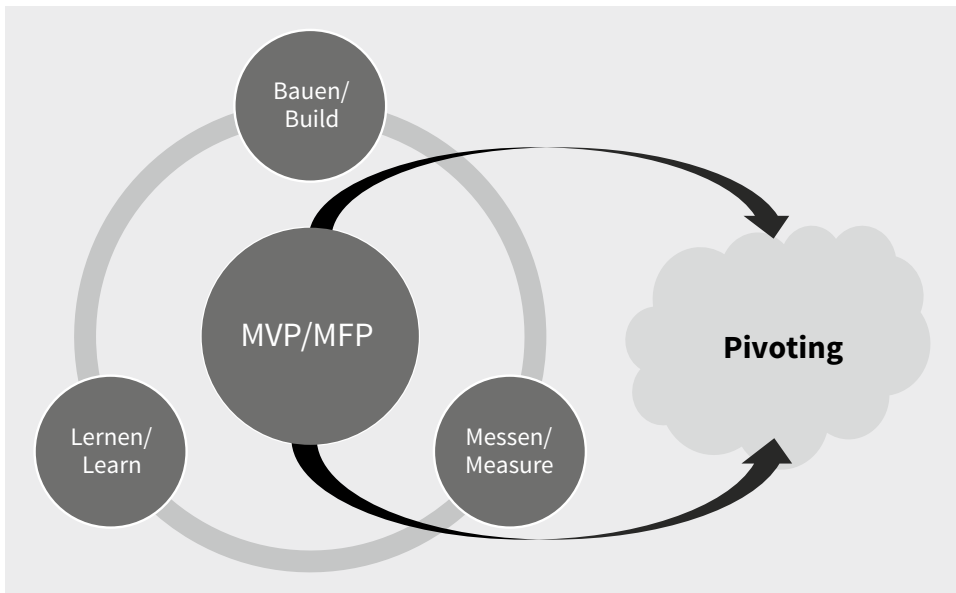 Bauen/
Build
MVP/MFP
Pivoting
Lernen/
Learn
Messen/
Measure